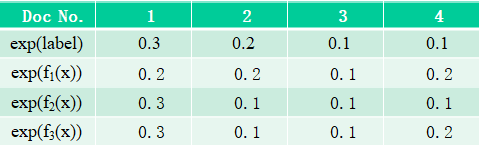 Doc No. 1 2 3 4
exp(label) 0.3 0.2 0.1 0.1
exp(f₁(x)) 0.2 0.2 0.1 0.2
exp(f₂(x)) 0.3 0.1 0.1 0.1
exp(f₃(x)) 0.3 0.1 0.1 0.2